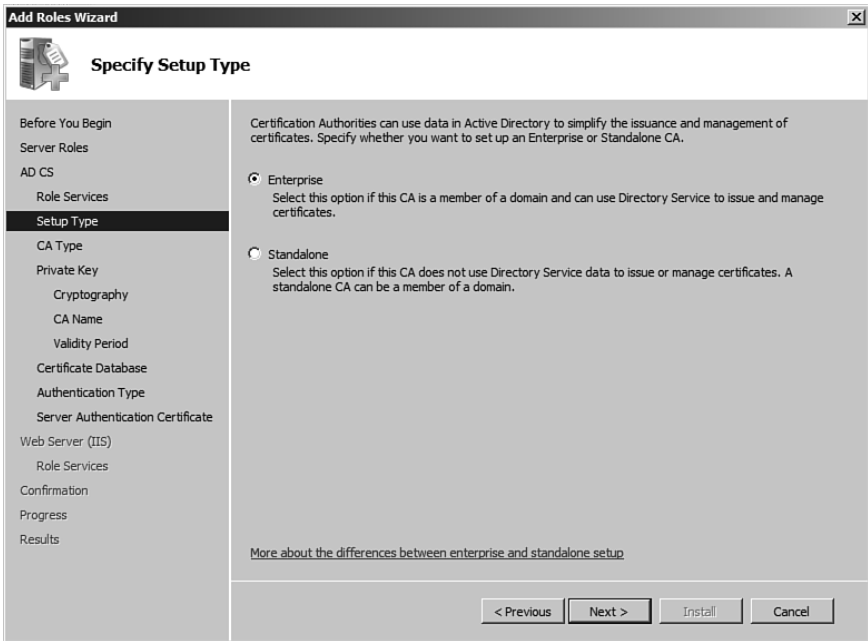 Add Roles Wizard
Specify Setup Type
Before You Begin
Server Roles
AD CS
Role Services
Setup Type
CA Type
Private Key
Cryptography
CA Name
Validity Period
Certificate Database
Authentication Type
Server Authentication Certificate
Web Server (IIS)
Role Services
Confirmation
Progress
Results
Certification Authorities can use data in Active Directory to simplify the issuance and management of
certificates. Specify whether you want to set up an Enterprise or Standalone CA.
Enterprise
Select this option if this CA is a member of a domain and can use Directory Service to issue and manage
certificates.
Standalone
Select this option if this CA does not use Directory Service data to issue or manage certificates. A
standalone CA can be a member of a domain.
More about the differences between enterprise and standalone setup
< Previous
Next >
Install
Cancel